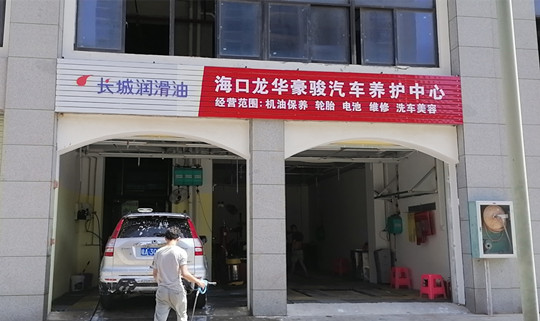 长城润滑油
海口龙华豪骏汽车养护中心
经营范围:机油保养 轮胎 电池 维修 洗车美容